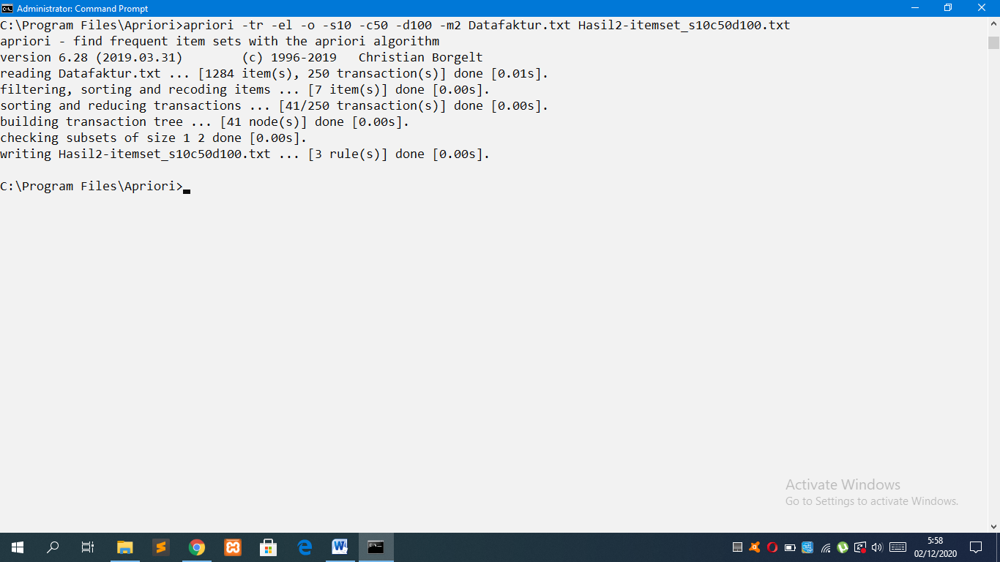 Administrator: Command Prompt
C:\Program Files\Apriori>apriori -tr -el -o -s10 -c50 -d100 -m2 Datafaktur.txt Hasil2-itemset_s10c50d100.txt
apriori - find frequent item sets with the apriori algorithm
version 6.28 (2019.03.31)        (c) 1996-2019   Christian Borgelt
reading Datafaktur.txt ... [1284 item(s), 250 transaction(s)] done [0.01s].
filtering, sorting and recoding items ... [7 item(s)] done [0.00s].
sorting and reducing transactions ... [41/250 transaction(s)] done [0.00s].
building transaction tree ... [41 node(s)] done [0.00s].
checking subsets of size 1 2 done [0.00s].
writing Hasil2-itemset_s10c50d100.txt ... [3 rule(s)] done [0.00s].
C:\Program Files\Apriori>
Activate Windows
Go to Settings to activate Windows.
5:58
02/12/2020